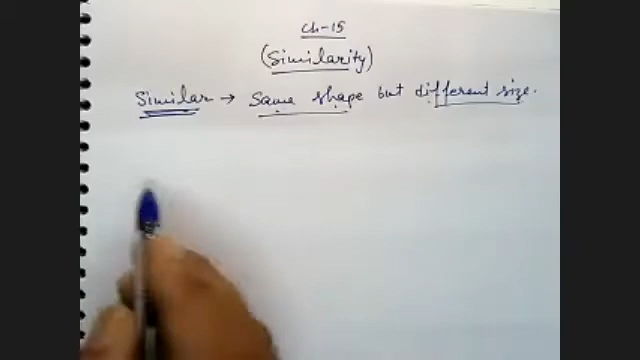 Ch-15
(Similarity)
Similar → Same shape but different size.